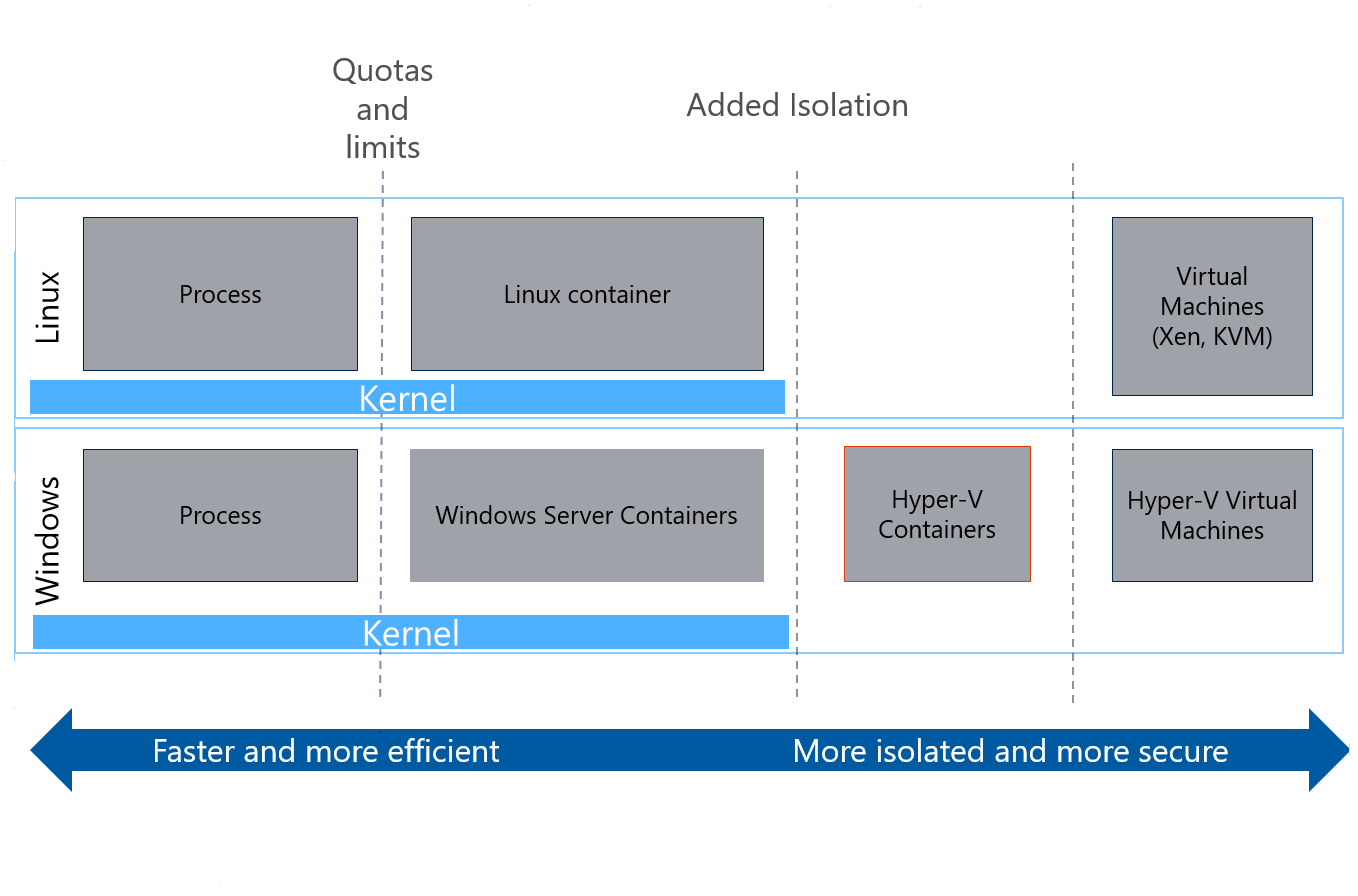 Quotas
and
limits
Added Isolation
Linux
Process
Linux container
Virtual
Machines
(Xen, KVM)
Kernel
Windows
Process
Windows Server Containers
Hyper-V
Containers
Hyper-V Virtual
Machines
Kernel
Faster and more efficient
More isolated and more secure